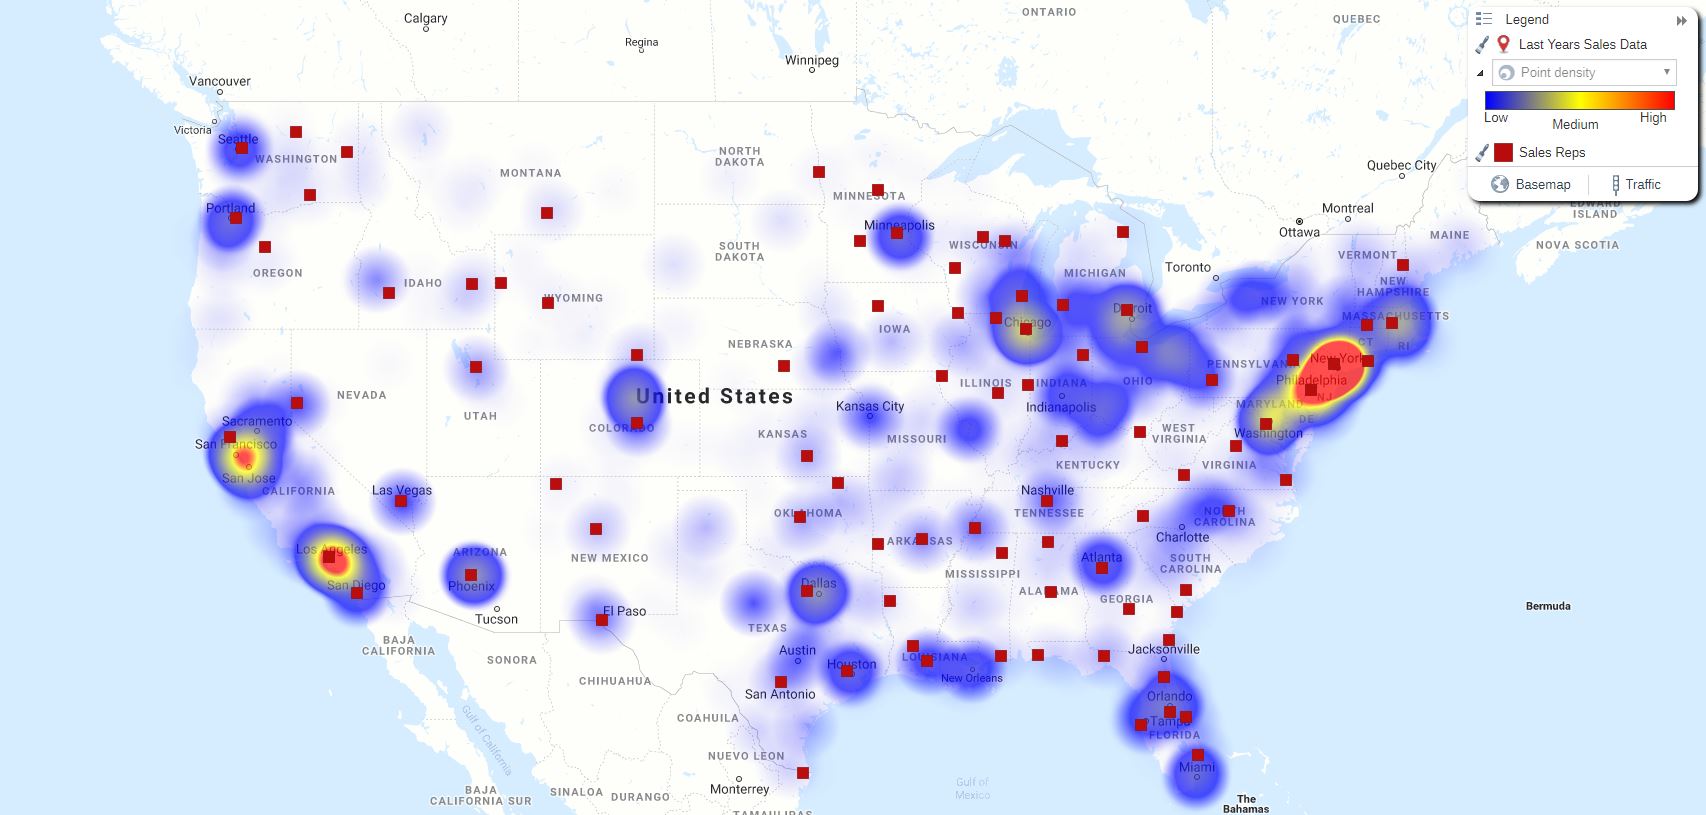 Calgary
ONTARIO
QUEBEC
Legend
Regina
Last Years Sales Data
Winnipeg
Point density
Vancouver
Low
Medium
High
Victoria
Seattle
WASHINGTON
NORTH
DAKOTA
Sales Reps
Quebec City
MONTANA
MINNESOTA
Basemap
Traffic
Portland
Montreal
EDWARD
ISLAND
Minneapolis
Ottawa
MAINE
NOVA SCOTIA
SOUTH
DAKOTA
WISCONSIN
VERMONT
OREGON
IDAHO
MICHIGAN
Toronto
NEW
HAMPSHIRE
WYOMING
NEW YORK
Detroit
MASSACHUSETTS
Chicago
IOWA
NEBRASKA
CT
RI
New York
PENNSYLVAN
Philadelphia
NEVADA
UTAH
United States
ILLINOIS
INDIANA
OHIO
NJ
Kansas City
Indianapolis
MARYLAND
DE
Sacramento
COLORADO
KANSAS
MISSOURI
WEST
VIRGINIA
Washington
San Francisco
KENTUCKY
VIRGINIA
San Jose
CALIFORNIA
Las Vegas
Nashville
TENNESSEE
OKLAHOMA
NORTH
CAROLINA
Charlotte
Los Angeles
ARIZONA
NEW MEXICO
ARKANSAS
Atlanta
SOUTH
CAROLINA
MISSISSIPPI
San Diego
Phoenix
Dallas
ALABAMA
GEORGIA
Bermuda
Tucson
El Paso
TEXAS
BAJA
CALIFORNIA
Austin
LOUISIANA
Jacksonville
SONORA
Houston
New Orleans
CHIHUAHUA
San Antonio
Orlando
Gulf of California
COAHUILA
Tampa
FLORIDA
NUEVO LEON
Miami
Monterrey
Gulf of
Mexico
BAJA
CALIFORNIA SUR
SINALOA
DURANGO
The
Bahamas
TAMAULIPAS